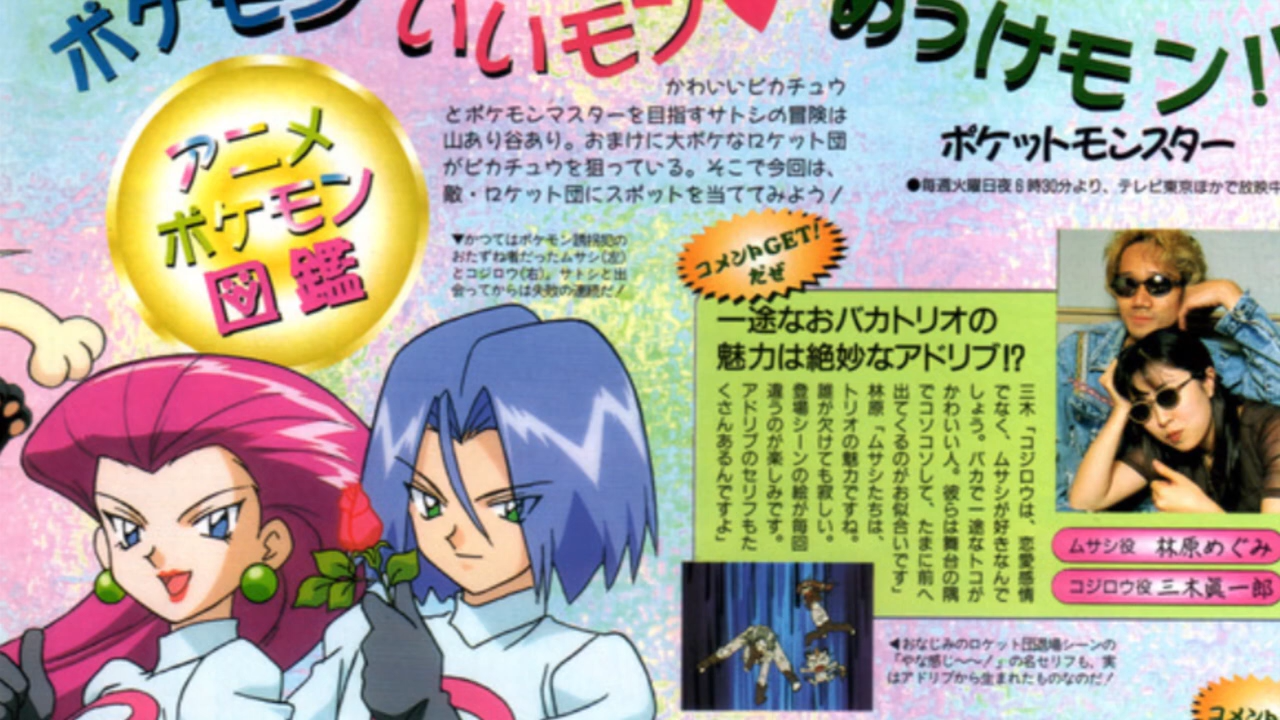 ポケモン いいモン♥ めっけモン!!
アニメ
ポケモン
図鑑
かわいいピカチュウ
とポケモンマスターを目指すサトシの冒険は
山あり谷あり。おまけに大ボケなロケット団
がピカチュウを狙っている。そこで今回は、
敵・ロケット団にスポットを当ててみよう!
ポケットモンスター
●毎週火曜日夜6時30分より、テレビ東京ほかで放映中
▼かつてはポケモン誘拐犯の
おたずね者だったムサシ(左)
とコジロウ(右)。サトシと出
会ってからは失敗の連続だ!
コメントGET!
だぜ
一途なおバカトリオの
魅力は絶妙なアドリブ!?
三木「コジロウは、恋愛感情
でなく、ムサシが好きなんで
しょう。バカで一途なトコが
かわいい人。彼らは舞台の隅
でコソコソして、たまに前へ
出てくるのがお似合いです」
林原「ムサシたちは、
トリオの魅力ですね。
誰が欠けても寂しい。
登場シーンの絵が毎回
違うのが楽しみです。
アドリブのセリフもた
くさんあるんですよ」
ムサシ役 林原めぐみ
コジロウ役 三木眞一郎
◀おなじみのロケット団退場シーンの
『やな感じ〜〜!』の名セリフも、実
はアドリブから生まれたものなのだ!
コメント